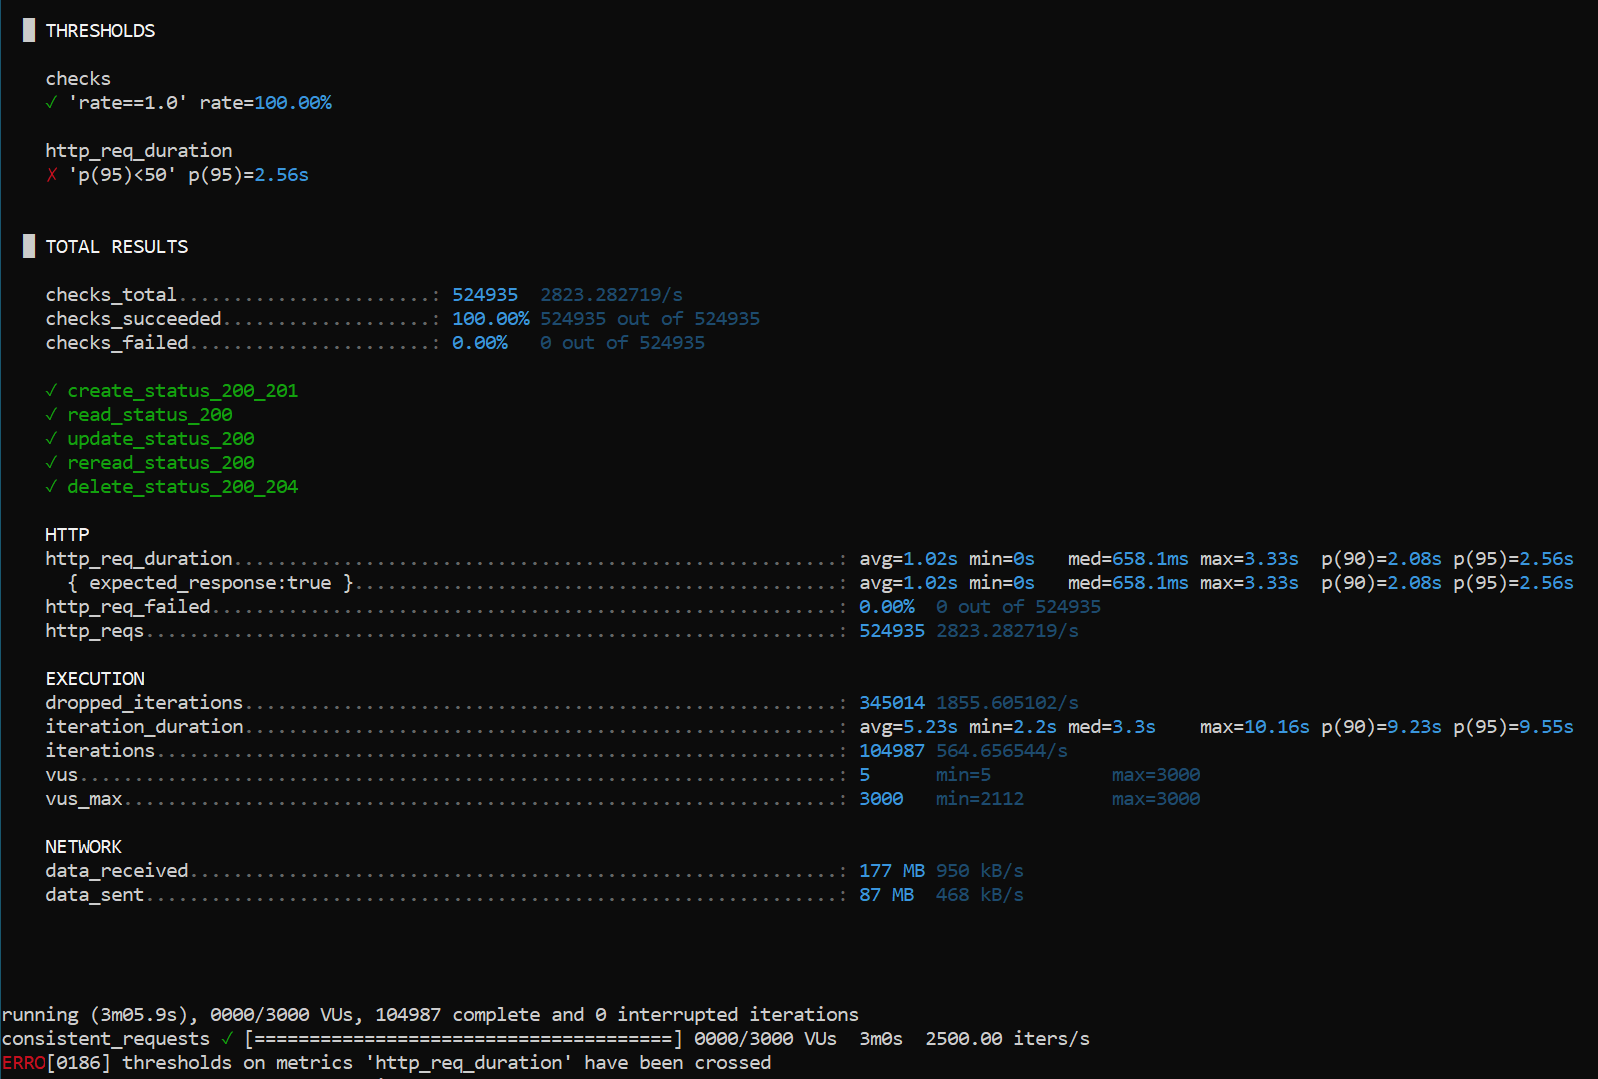 THRESHOLDS
checks
✓ 'rate==1.0' rate=100.00%
http_req_duration
✗ 'p(95)<50' p(95)=2.56s
TOTAL RESULTS
checks_total.......................: 524935 2823.282719/s
checks_succeeded...................: 100.00% 524935 out of 524935
checks_failed......................: 0.00% 0 out of 524935
✓ create_status_200_201
✓ read_status_200
✓ update_status_200
✓ reread_status_200
✓ delete_status_200_204
HTTP
http_req_duration.......................................................: avg=1.02s min=0s med=658.1ms max=3.33s p(90)=2.08s p(95)=2.56s
{ expected_response:true }............................................: avg=1.02s min=0s med=658.1ms max=3.33s p(90)=2.08s p(95)=2.56s
http_req_failed.........................................................: 0.00% 0 out of 524935
http_reqs...............................................................: 524935 2823.282719/s
EXECUTION
dropped_iterations......................................................: 345014 1855.605102/s
iteration_duration......................................................: avg=5.23s min=2.2s med=3.3s max=10.16s p(90)=9.23s p(95)=9.55s
iterations..............................................................: 104987 564.656544/s
vus.....................................................................: 5 min=5 max=3000
vus_max.................................................................: 3000 min=2112 max=3000
NETWORK
data_received...........................................................: 177 MB 950 kB/s
data_sent...............................................................: 87 MB 468 kB/s
running (3m05.9s), 0000/3000 VUs, 104987 complete and 0 interrupted iterations
consistent_requests ✓ [======================================] 0000/3000 VUs 3m0s 2500.00 iters/s
ERRO[0186] thresholds on metrics 'http_req_duration' have been crossed